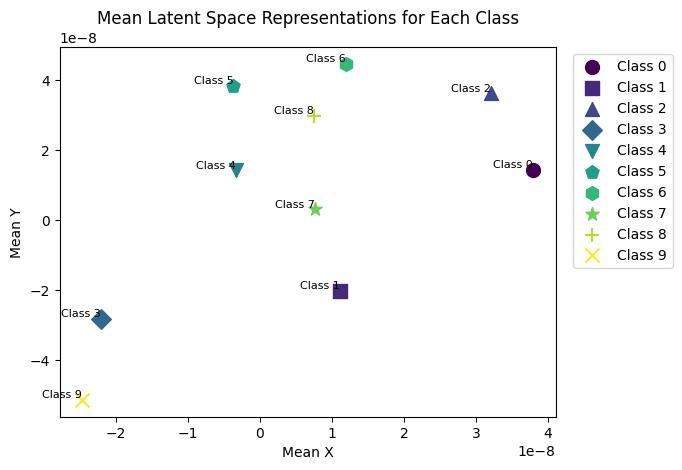 Mean Latent Space Representations for Each Class
1e−8
Mean Y
4
2
0
−2
−4
Class 6
Class 5
Class 2
Class 8
Class 4
Class 0
Class 7
Class 1
Class 3
Class 9
−2
−1
0
1
2
3
4
1e−8
Mean X
Class 0
Class 1
Class 2
Class 3
Class 4
Class 5
Class 6
Class 7
Class 8
Class 9